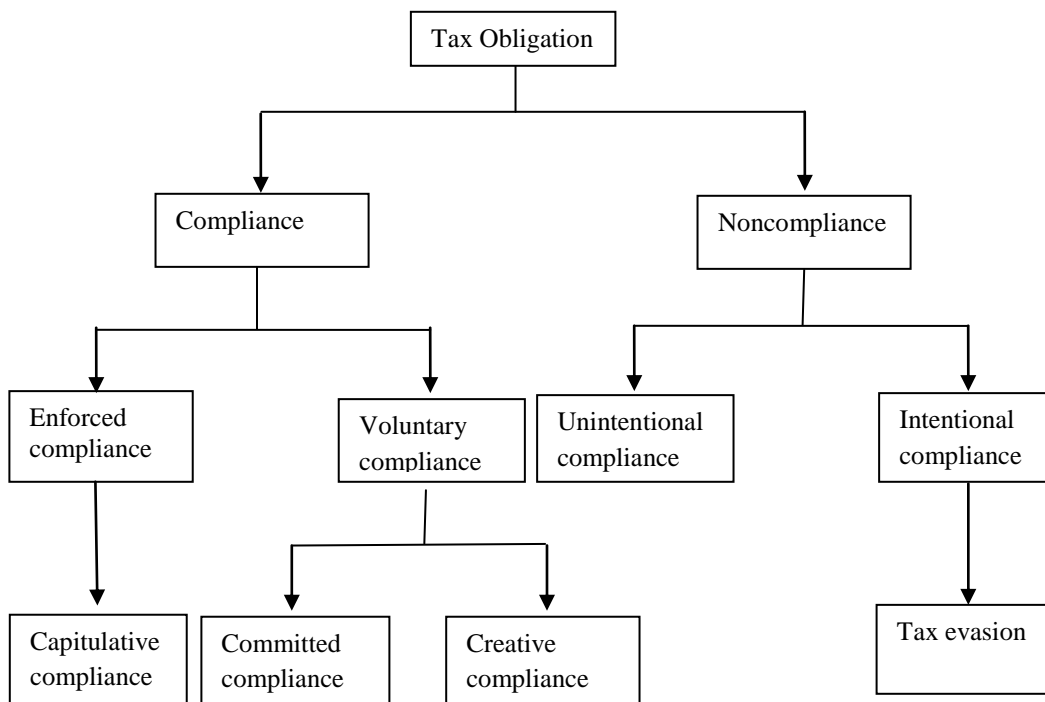 Tax Obligation
Compliance
Noncompliance
Enforced
compliance
Voluntary
compliance
Unintentional
compliance
Intentional
compliance
Capitulative
compliance
Committed
compliance
Creative
compliance
Tax evasion